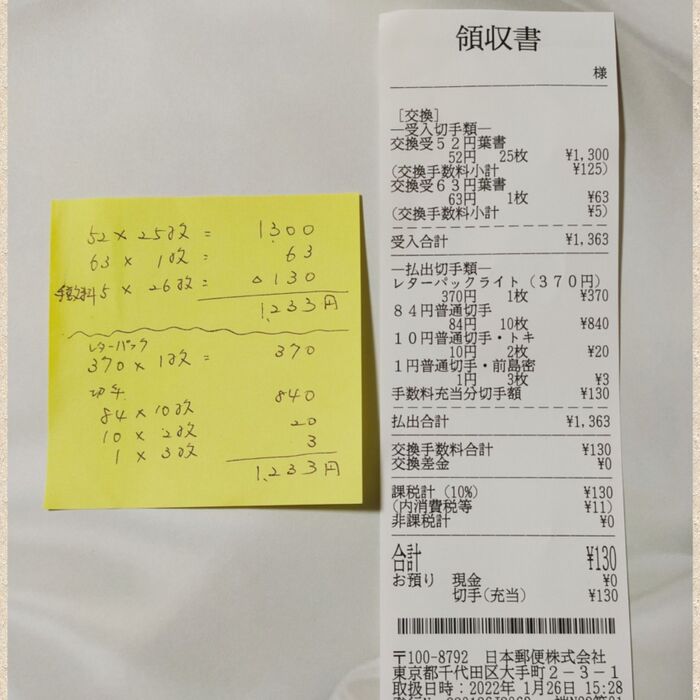 52 × 25枚 = 1300
63 × 1枚 = 63
手数料5 × 26枚 = △130
1,233円
レターパック
370 × 1枚 = 370
切手
84 × 10枚 840
10 × 2枚 20
1 × 3枚 3
1,233円
領収書
様
[交換]
―受入切手類―
交換受52円葉書
52円 25枚 ¥1,300
(交換手数料小計 ¥125)
交換受63円葉書
63円 1枚 ¥63
(交換手数料小計 ¥5)
受入合計 ¥1,363
―払出切手類―
レターパックライト(370円)
370円 1枚 ¥370
84円普通切手
84円 10枚 ¥840
10円普通切手・トキ
10円 2枚 ¥20
1円普通切手・前島密
1円 3枚 ¥3
手数料充当分切手額 ¥130
払出合計 ¥1,363
交換手数料合計 ¥130
交換差金 ¥0
課税計(10%) ¥130
(内消費税等 ¥11)
非課税計 ¥0
合計 ¥130
お預り 現金 ¥0
切手(充当) ¥130
〒100-8792 日本郵便株式会社
東京都千代田区大手町2-3-1
取扱日時:2022年 1月26日 15:28